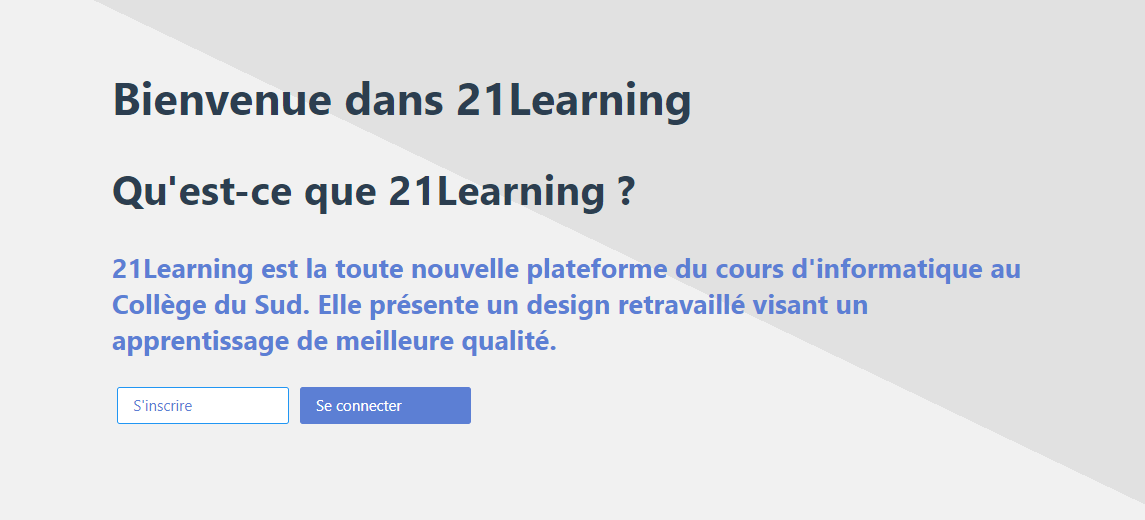 Bienvenue dans 21Learning
Qu'est-ce que 21Learning ?
21Learning est la toute nouvelle plateforme du cours d'informatique au
Collège du Sud. Elle présente un design retravaillé visant un
apprentissage de meilleure qualité.
S'inscrire
Se connecter